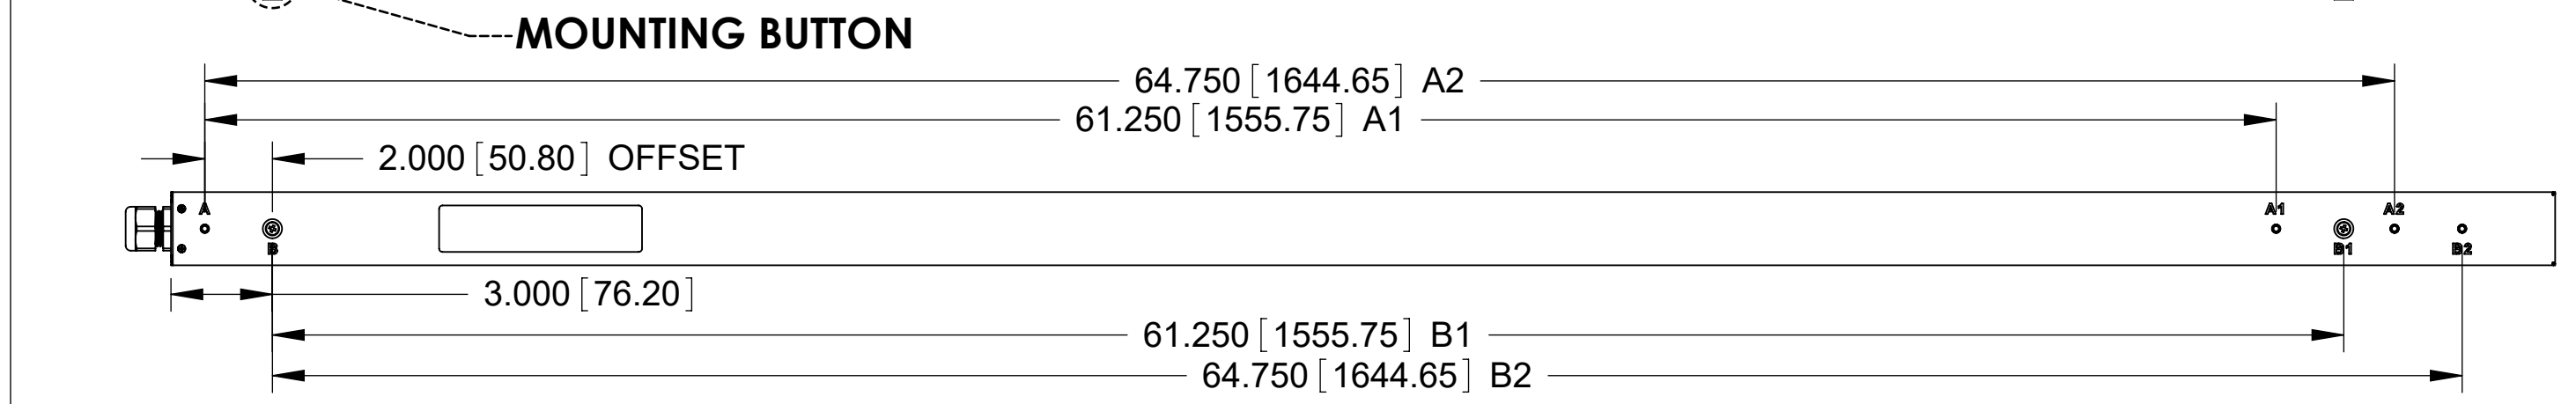 MOUNTING BUTTON
64.750 [1644.65] A2
61.250 [1555.75] A1
2.000 [50.80] OFFSET
A
A1
A2
B
B1
B2
3.000 [76.20]
61.250 [1555.75] B1
64.750 [1644.65] B2